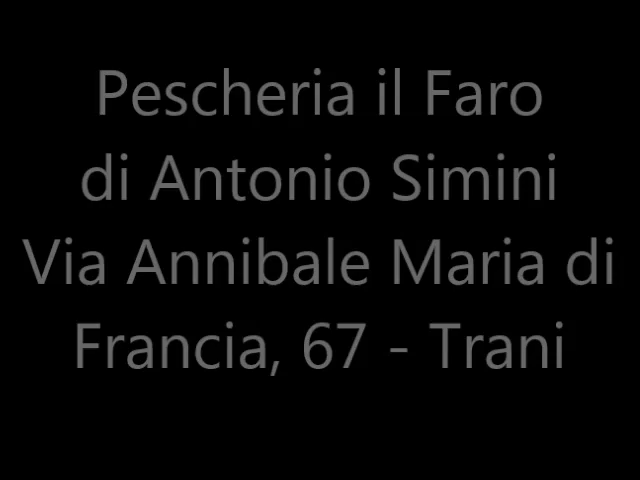 Pescheria il Faro
di Antonio Simini
Via Annibale Maria di
Francia, 67 - Trani